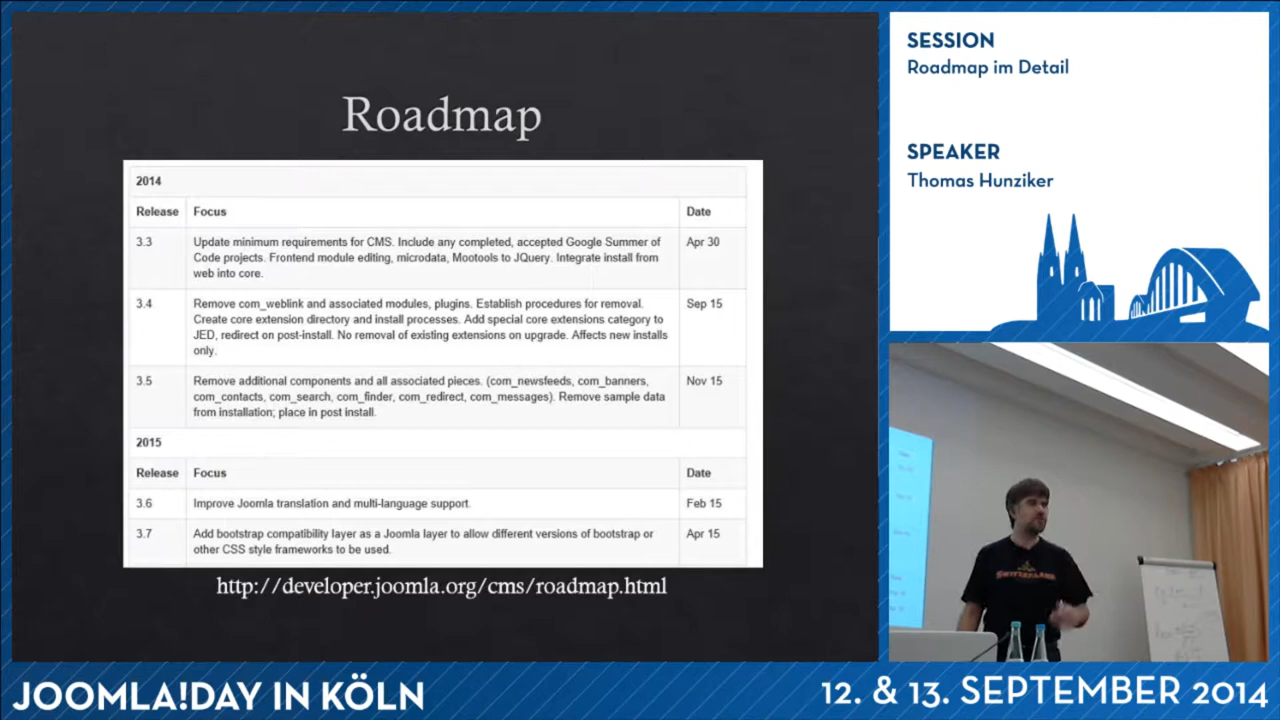 Roadmap
2014
Release Focus Date
3.3 Update minimum requirements for CMS. Include any completed, accepted Google Summer of Apr 30
Code projects. Frontend module editing, microdata, Mootools to JQuery. Integrate install from
web into core.
3.4 Remove com_weblink and associated modules, plugins. Establish procedures for removal. Sep 15
Create core extension directory and install processes. Add special core extensions category to
JED, redirect on post-install. No removal of existing extensions on upgrade. Affects new installs
only.
3.5 Remove additional components and all associated pieces. (com_newsfeeds, com_banners, Nov 15
com_contacts, com_search, com_finder, com_redirect, com_messages). Remove sample data
from installation; place in post install.
2015
Release Focus Date
3.6 Improve Joomla translation and multi-language support. Feb 15
3.7 Add bootstrap compatibility layer as a Joomla layer to allow different versions of bootstrap or Apr 15
other CSS style frameworks to be used.
http://developer.joomla.org/cms/roadmap.html
SESSION
Roadmap im Detail
SPEAKER
Thomas Hunziker
SWITZERLAND
JOOMLA!DAY IN KÖLN
12. & 13. SEPTEMBER 2014